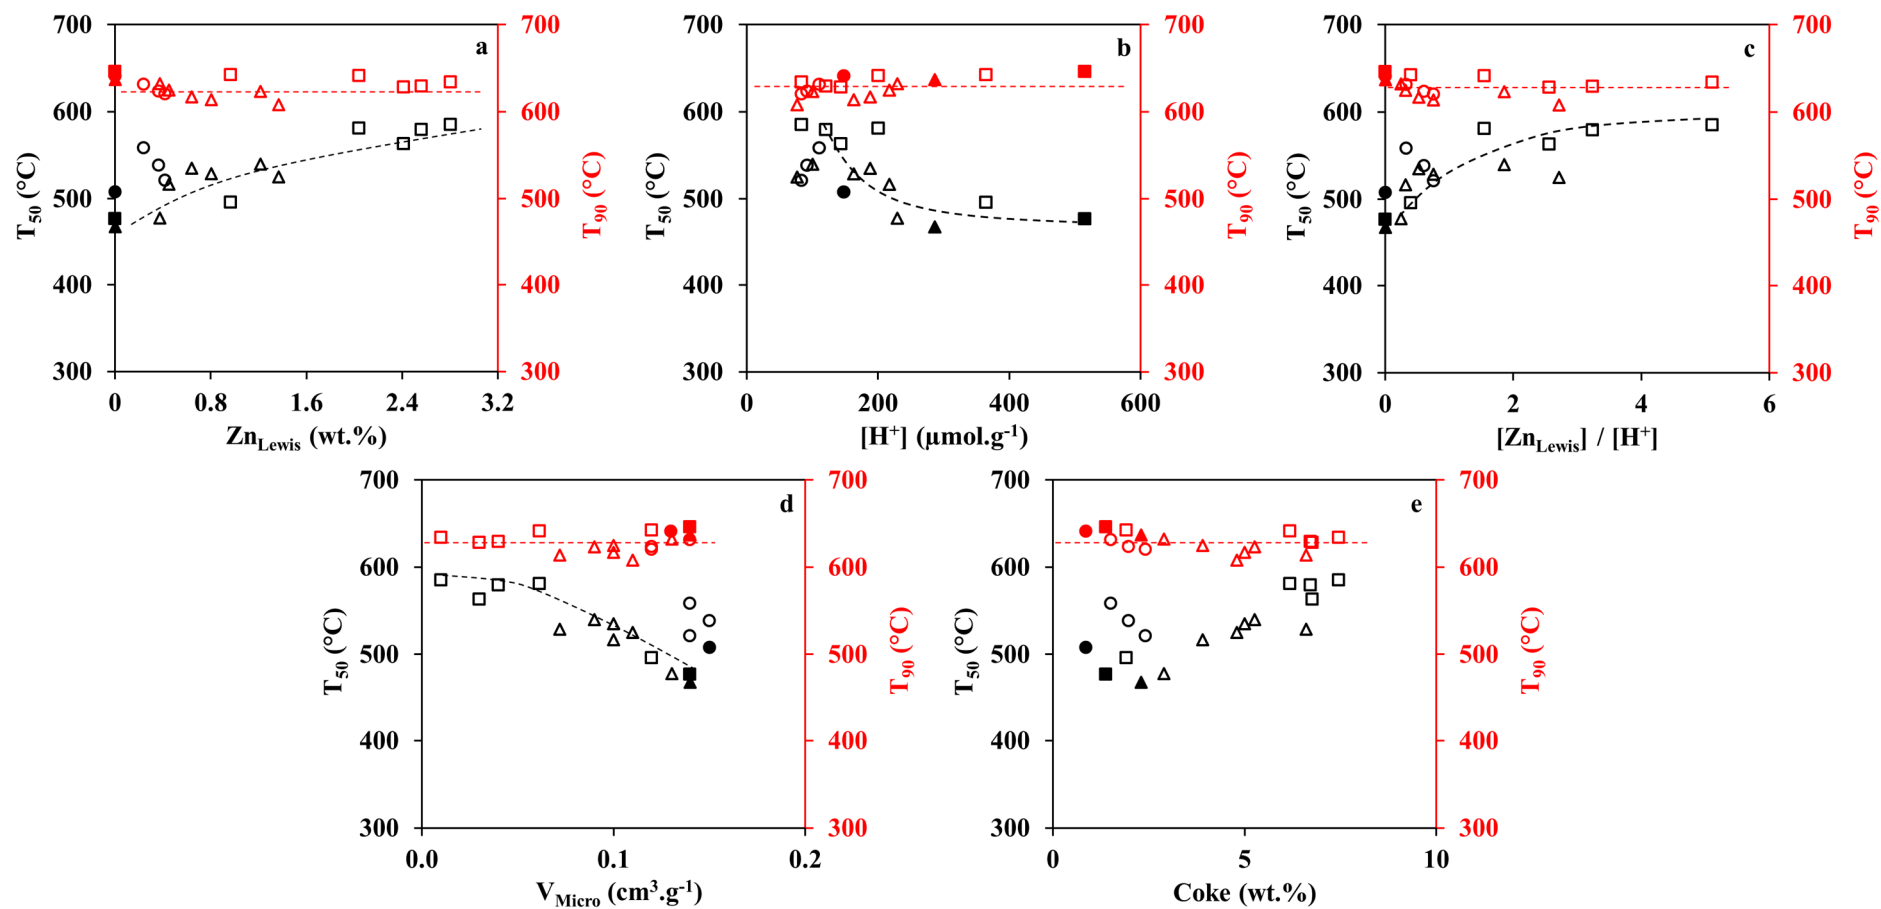 700 700 a
600 600
500 500
400 400
300 300
0 0.8 1.6 2.4 3.2
T50 (°C)
T90 (°C)
ZnLewis (wt.%)
700 700 b
600 600
500 500
400 400
300 300
0 200 400 600
T50 (°C)
T90 (°C)
[H+] (µmol.g-1)
700 700 c
600 600
500 500
400 400
300 300
0 2 4 6
T50 (°C)
T90 (°C)
[ZnLewis] / [H+]
700 700 d
600 600
500 500
400 400
300 300
0.0 0.1 0.2
T50 (°C)
T90 (°C)
VMicro (cm3.g-1)
700 700 e
600 600
500 500
400 400
300 300
0 5 10
T50 (°C)
T90 (°C)
Coke (wt.%)